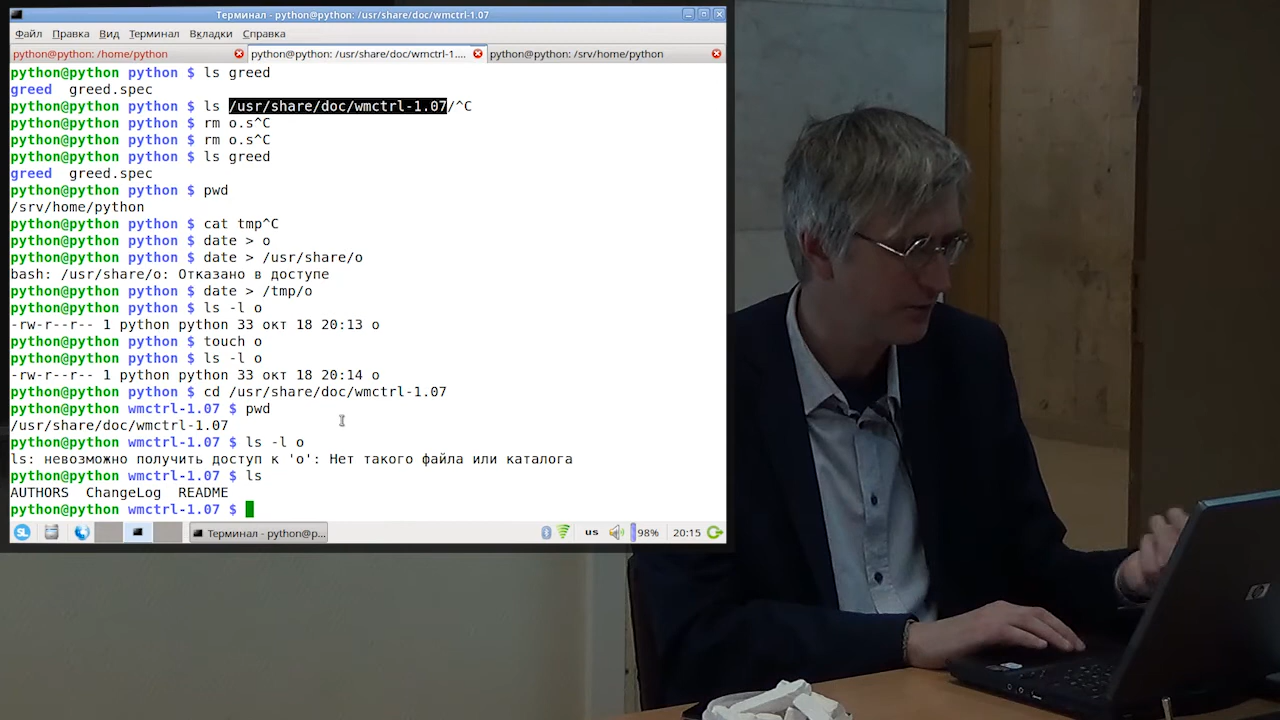 Терминал - python@python: /usr/share/doc/wmctrl-1.07
Файл Правка Вид Терминал Вкладки Справка
python@python: /home/python python@python: /usr/share/doc/wmctrl-1.... python@python: /srv/home/python
python@python python $ ls greed
greed greed.spec
python@python python $ ls /usr/share/doc/wmctrl-1.07/^C
python@python python $ rm o.s^C
python@python python $ rm o.s^C
python@python python $ ls greed
greed greed.spec
python@python python $ pwd
/srv/home/python
python@python python $ cat tmp^C
python@python python $ date > o
python@python python $ date > /usr/share/o
bash: /usr/share/o: Отказано в доступе
python@python python $ date > /tmp/o
python@python python $ ls -l o
-rw-r--r-- 1 python python 33 окт 18 20:13 o
python@python python $ touch o
python@python python $ ls -l o
-rw-r--r-- 1 python python 33 окт 18 20:14 o
python@python python $ cd /usr/share/doc/wmctrl-1.07
python@python wmctrl-1.07 $ pwd
/usr/share/doc/wmctrl-1.07
python@python wmctrl-1.07 $ ls -l o
ls: невозможно получить доступ к 'o': Нет такого файла или каталога
python@python wmctrl-1.07 $ ls
AUTHORS ChangeLog README
python@python wmctrl-1.07 $
SL Терминал - python@p... us 98% 20:15
hp